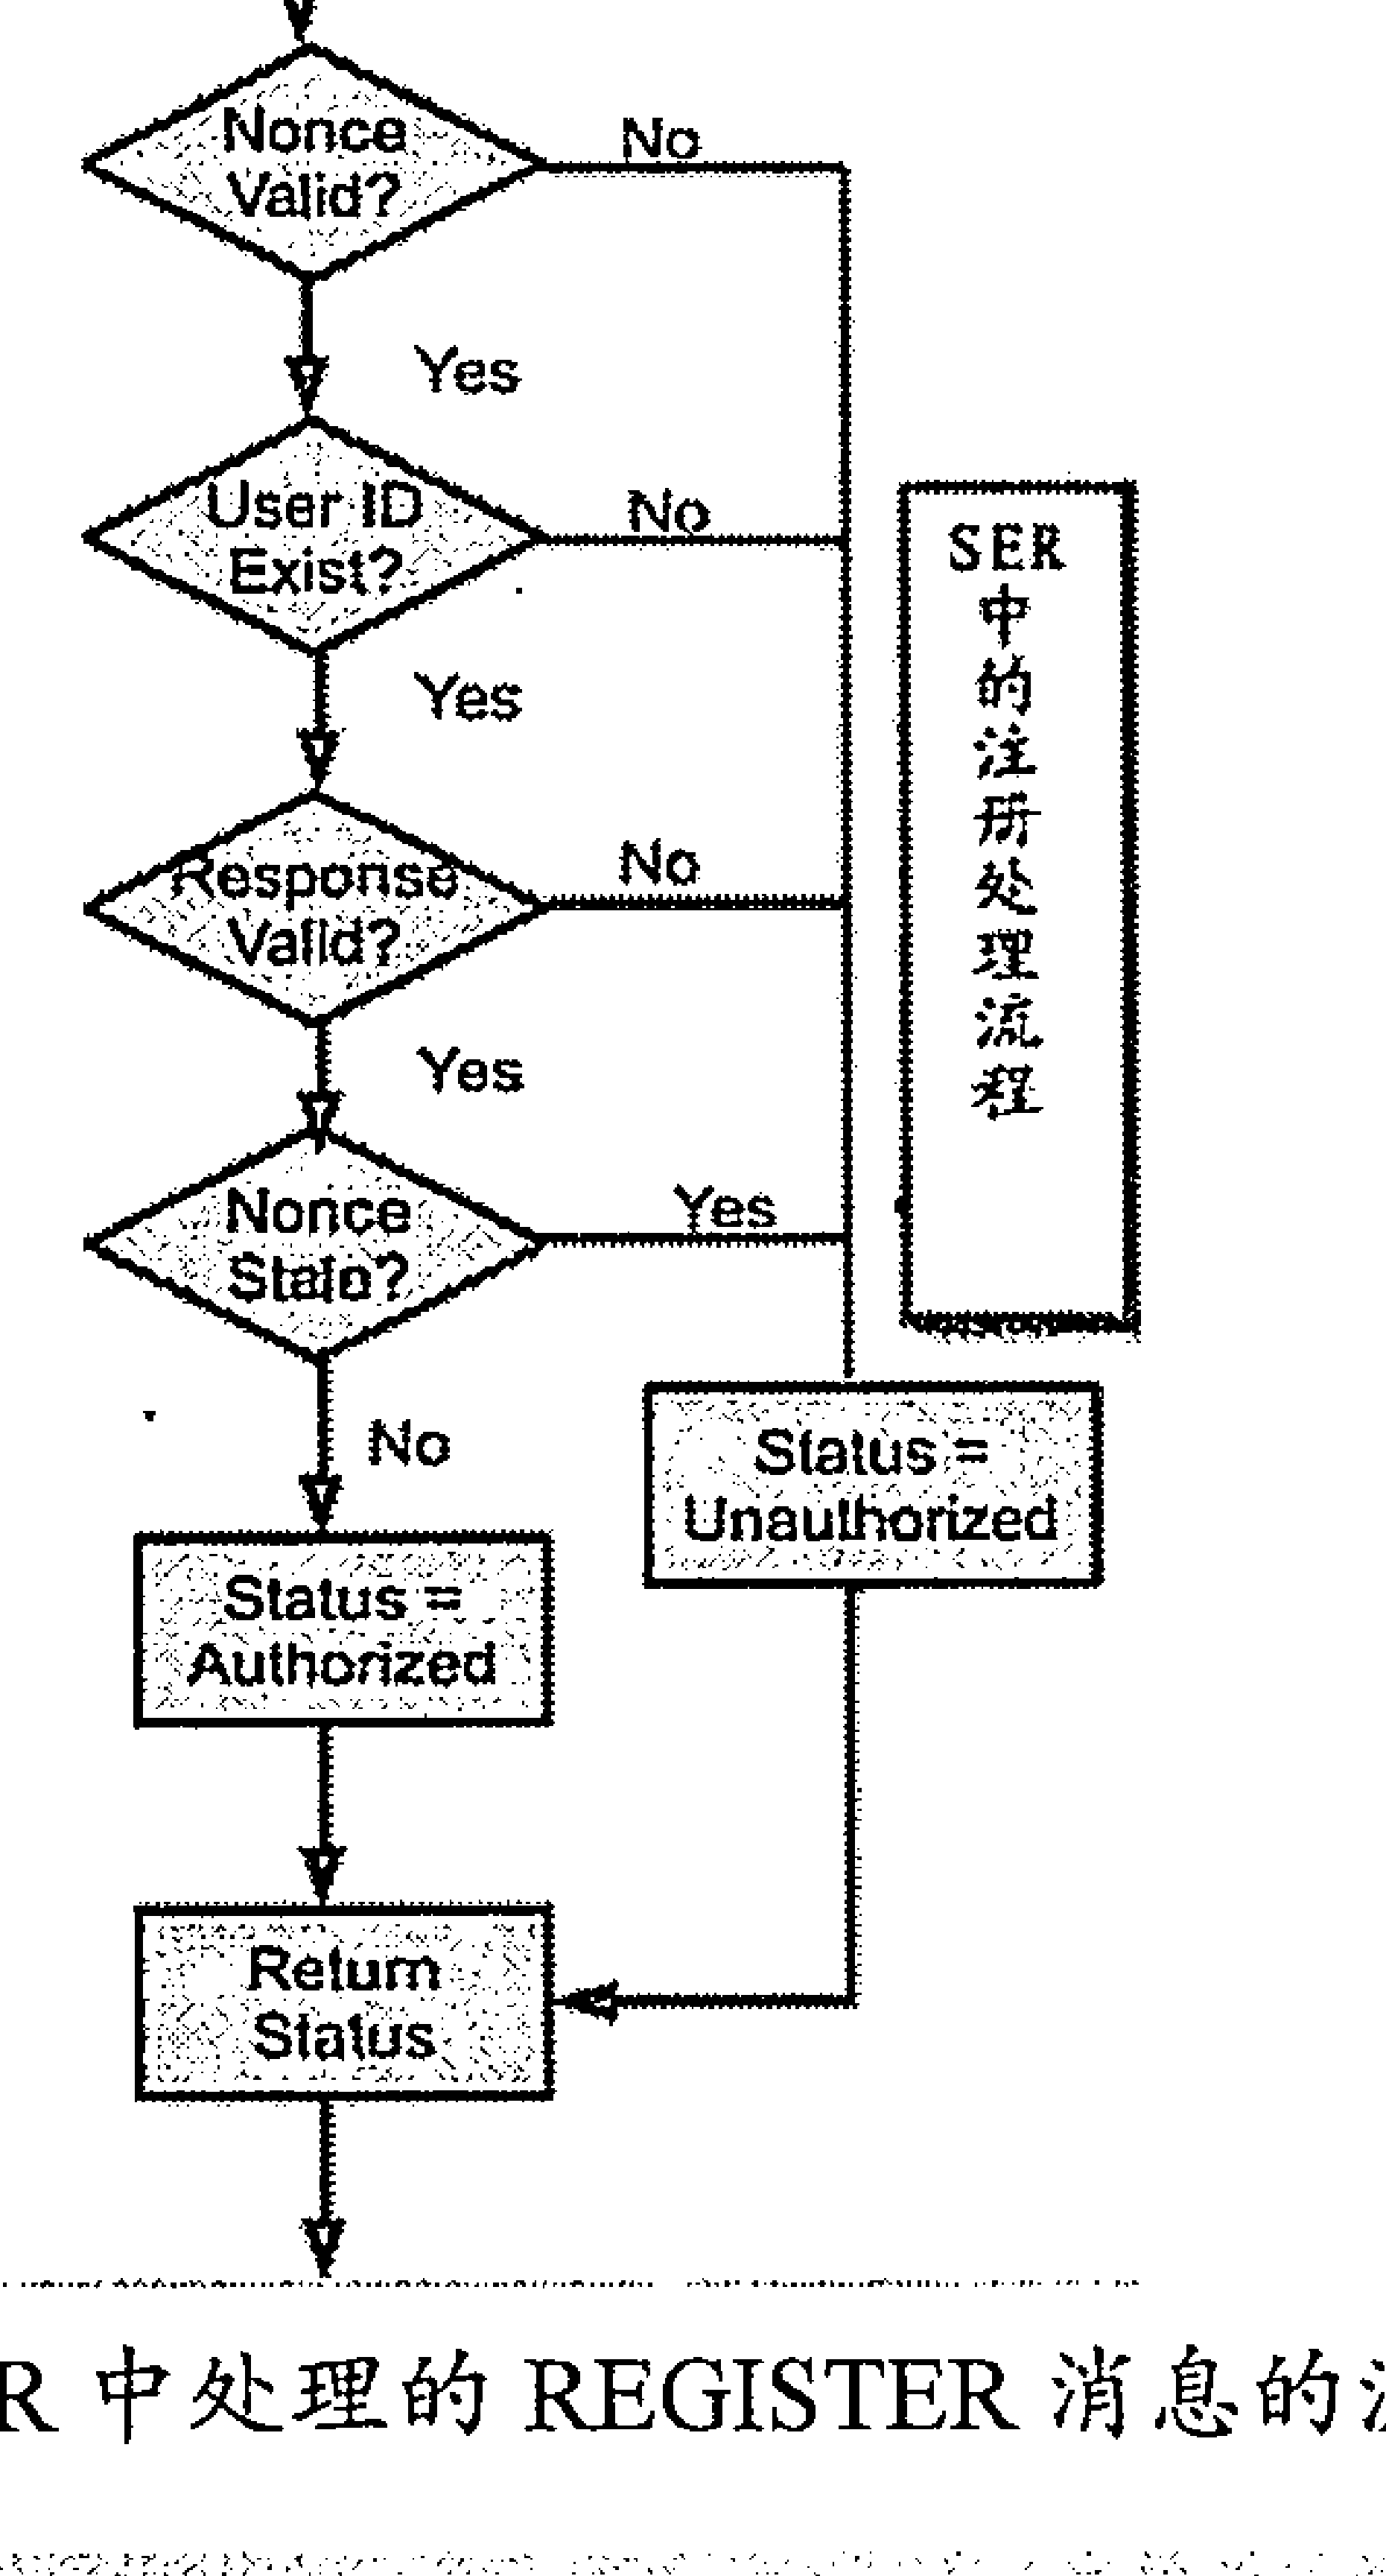 Nonce
Valid?
No
Yes
User ID
Exist?
No
Yes
Response
Valid?
No
Yes
Nonce
Stale?
Yes
No
Status =
Authorized
Status =
Unauthorized
Return
Status
SER
中
的
注
册
处
理
流
程
R 中处理的 REGISTER 消息的